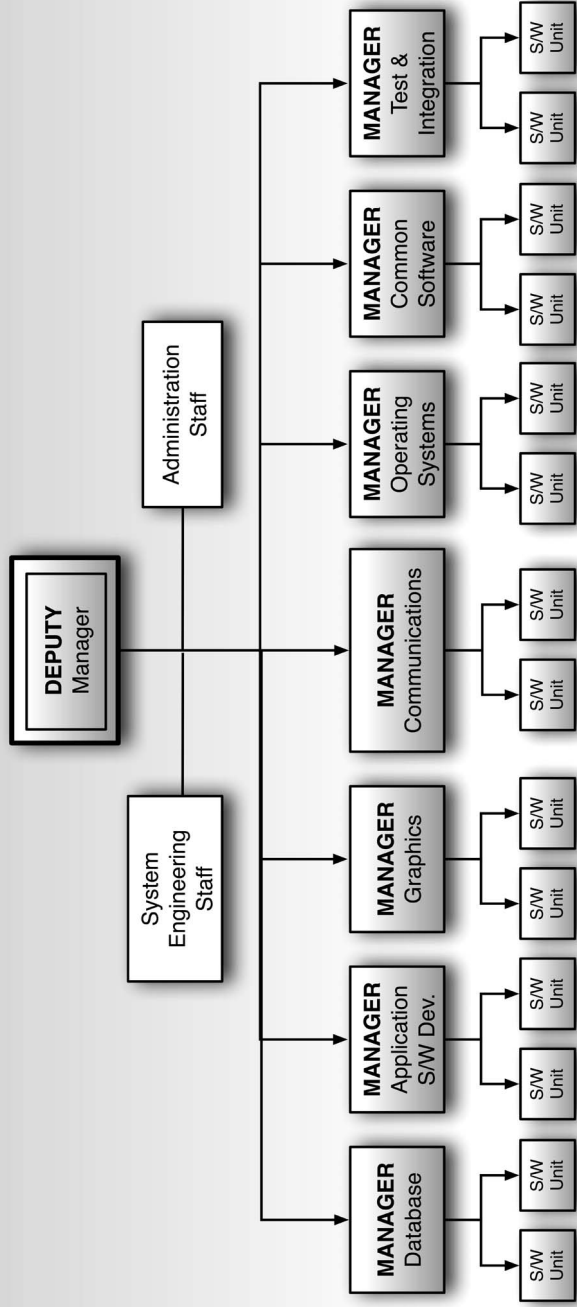 DEPUTY
Manager
System
Engineering
Staff
Administration
Staff
MANAGER
Database
MANAGER
Application
S/W Dev.
MANAGER
Graphics
MANAGER
Communications
MANAGER
Operating
Systems
MANAGER
Common
Software
MANAGER
Test &
Integration
S/W
Unit
S/W
Unit
S/W
Unit
S/W
Unit
S/W
Unit
S/W
Unit
S/W
Unit
S/W
Unit
S/W
Unit
S/W
Unit
S/W
Unit
S/W
Unit
S/W
Unit
S/W
Unit